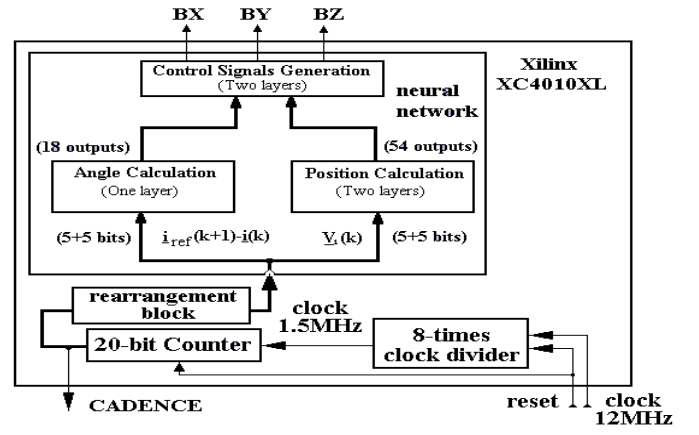 BX BY BZ
Xilinx
XC4010XL
Control Signals Generation
(Two layers)
neural
network
(18 outputs)
(54 outputs)
Angle Calculation
(One layer)
Position Calculation
(Two layers)
(5+5 bits) i_ref(k+1)-i(k) V_i(k) (5+5 bits)
rearrangement
block
clock
1.5MHz
20-bit Counter
8-times
clock divider
CADENCE
reset clock
12MHz